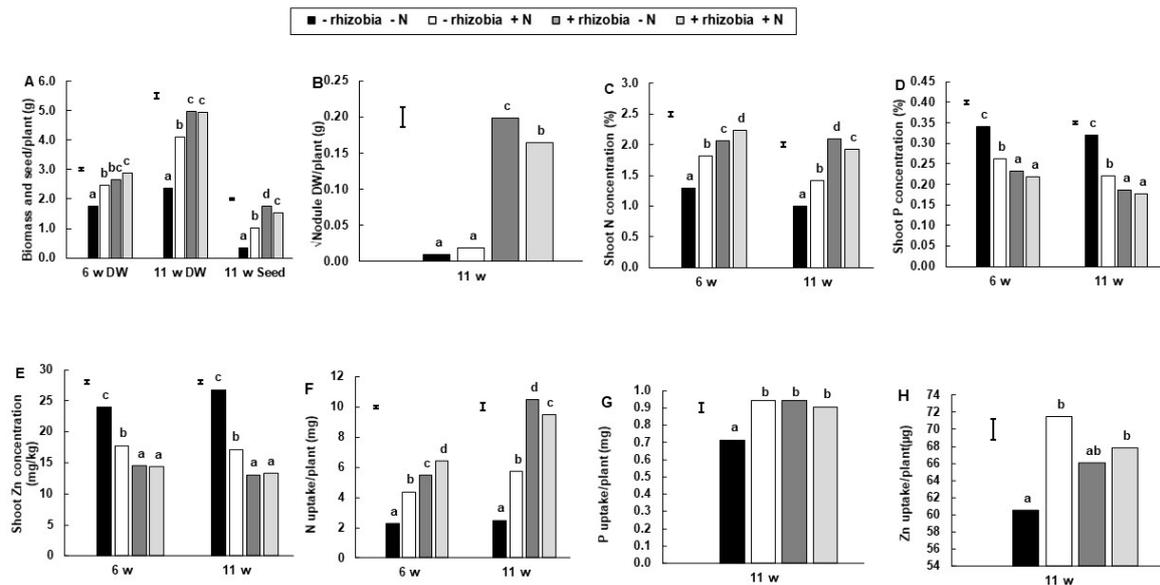 - rhizobia - N - rhizobia + N + rhizobia - N + rhizobia + N
A
Biomass and seed/plant (g)
6.0
5.0
4.0
3.0
2.0
1.0
0.0
a b bc c
a b c c
a b d c
6 w DW 11 w DW 11 w Seed
B
√Nodule DW/plant (g)
0.25
0.20
0.15
0.10
0.05
0.00
a a c b
11 w
C
Shoot N concentration (%)
3.0
2.5
2.0
1.5
1.0
0.5
0.0
a b c d
a b d c
6 w 11 w
D
Shoot P concentration (%)
0.45
0.40
0.35
0.30
0.25
0.20
0.15
0.10
0.05
0.00
c b a a
c b a a
6 w 11 w
E
Shoot Zn concentration
(mg/kg)
30
25
20
15
10
5
0
c b a a
c b a a
6 w 11 w
F
N uptake/plant (mg)
12
10
8
6
4
2
0
a b c d
a b d c
6 w 11 w
G
P uptake/plant (mg)
1.0
0.9
0.8
0.7
0.6
0.5
0.4
0.3
0.2
0.1
0.0
a b b b
11 w
H
Zn uptake/plant(µg)
74
72
70
68
66
64
62
60
58
56
54
a b ab b
11 w